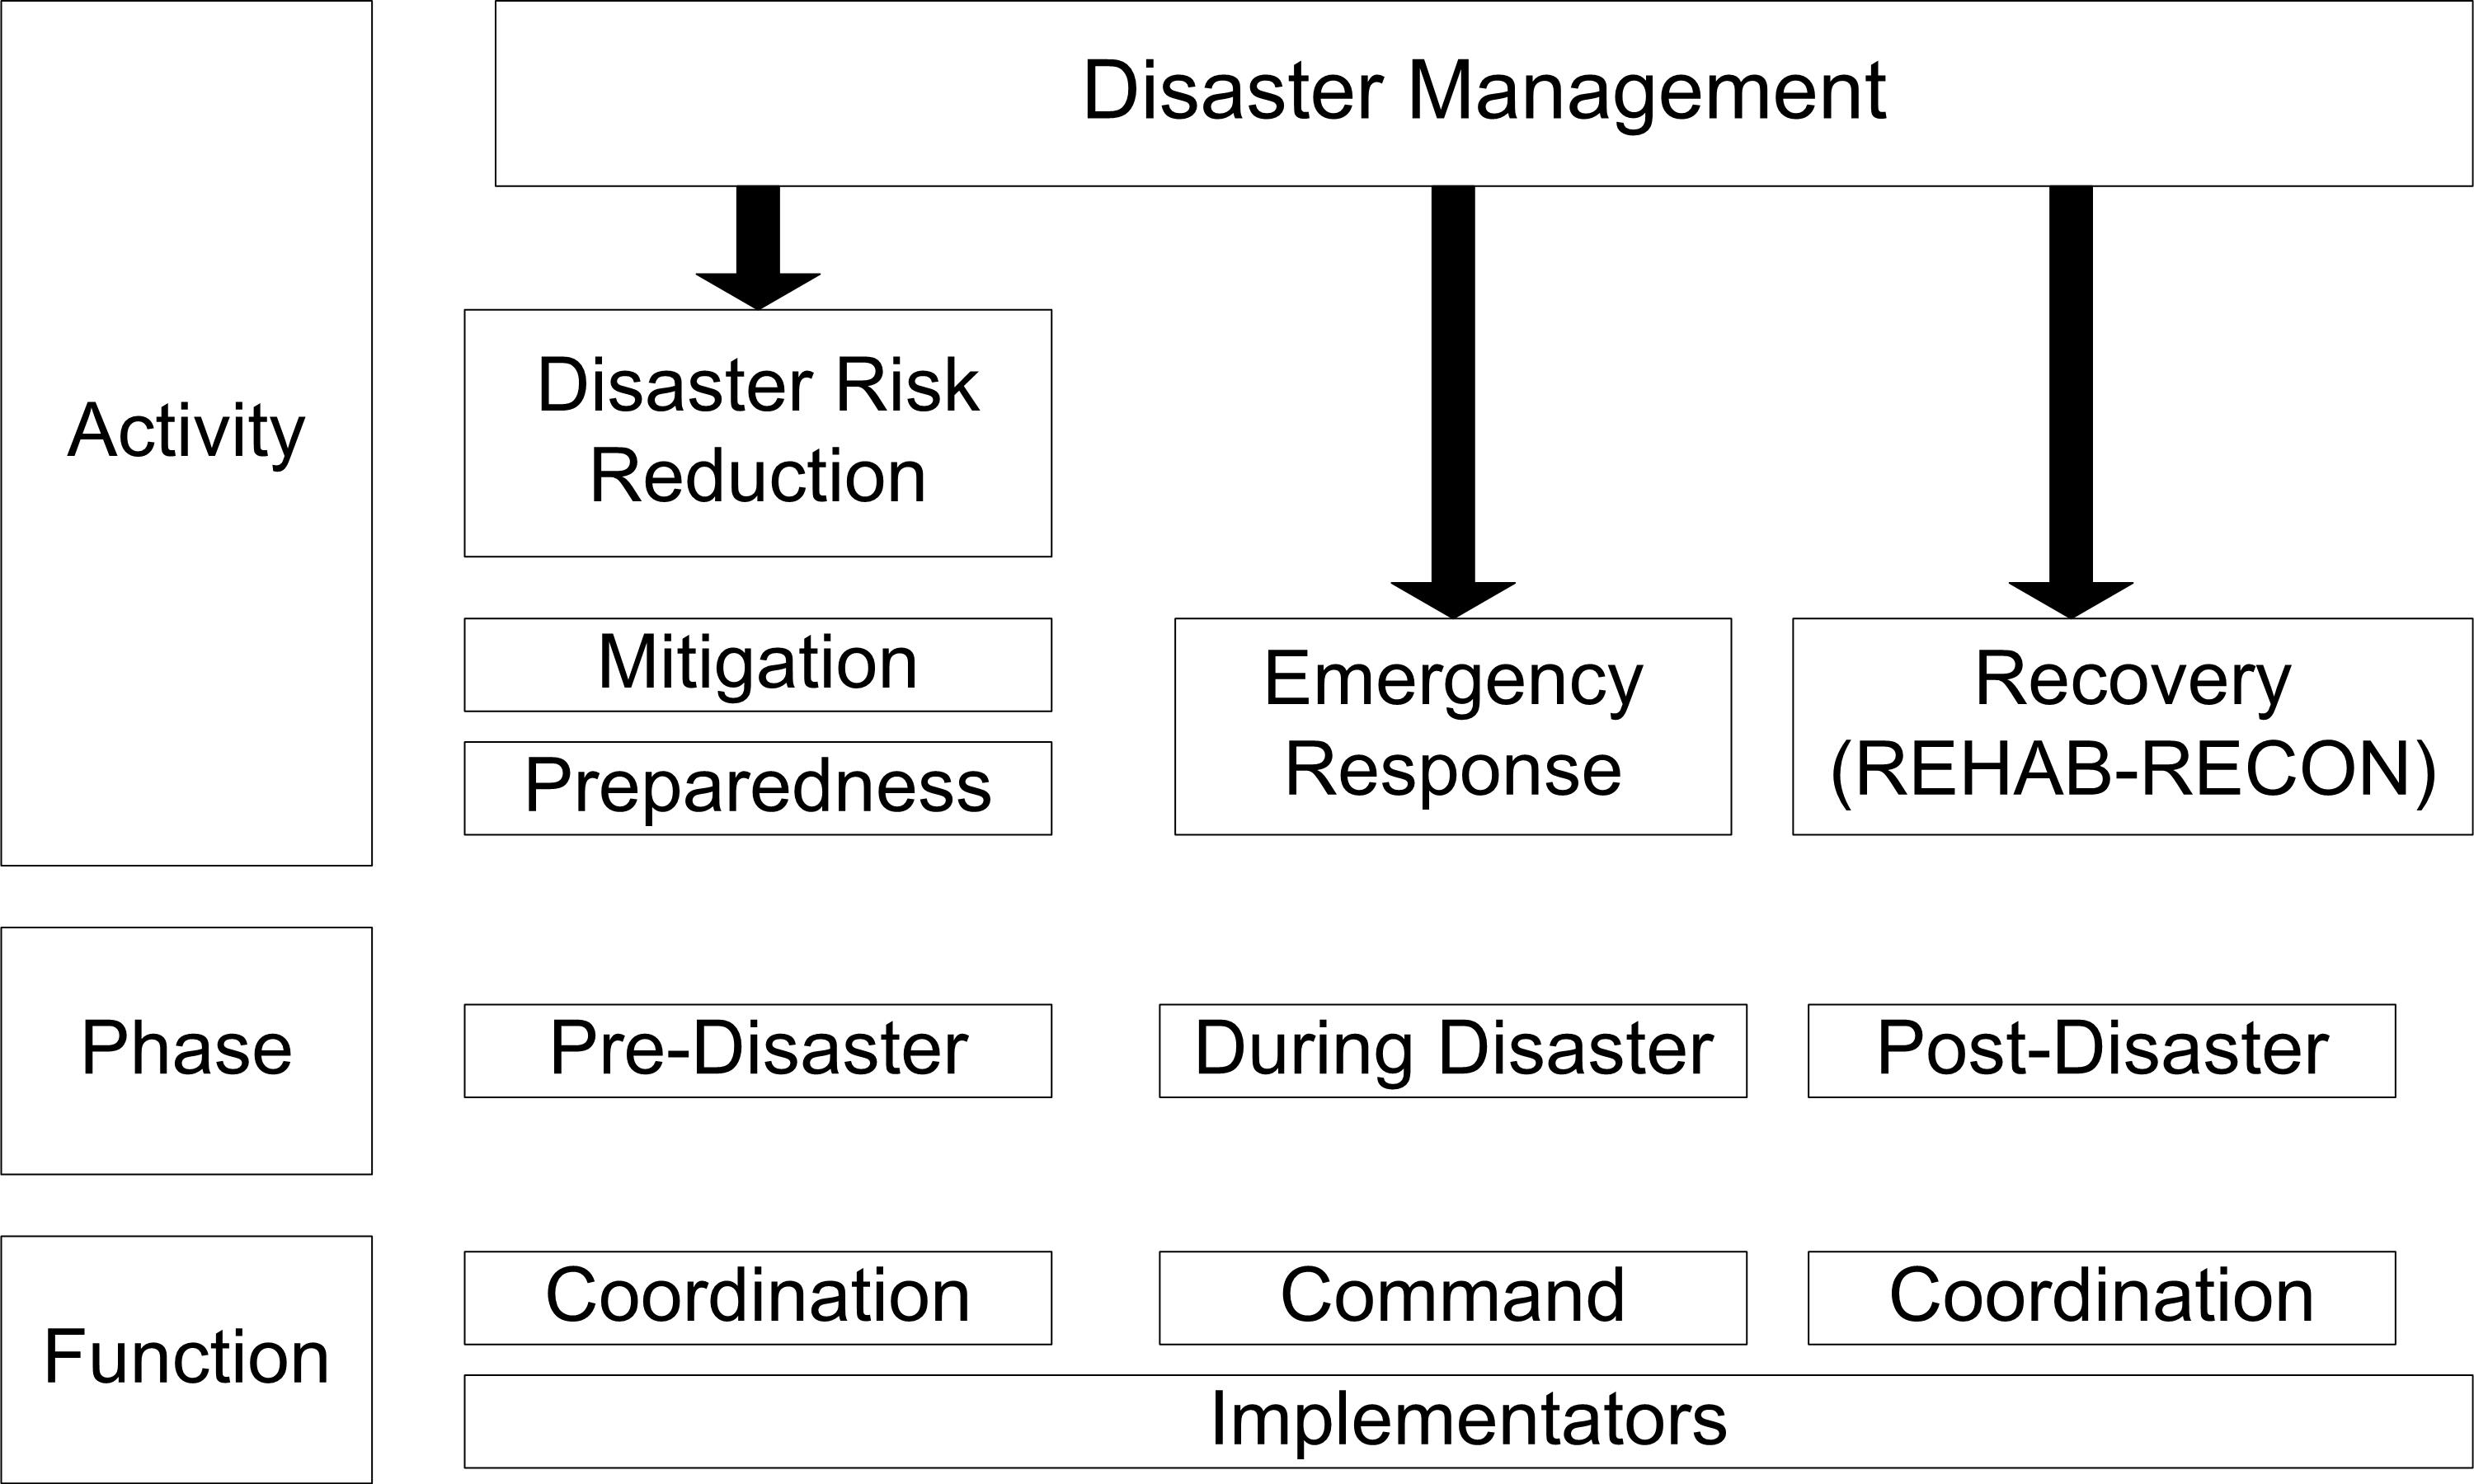 Disaster Management
Activity
Disaster Risk
Reduction
Mitigation
Preparedness
Emergency
Response
Recovery
(REHAB-RECON)
Phase
Pre-Disaster
During Disaster
Post-Disaster
Function
Coordination
Command
Coordination
Implementators